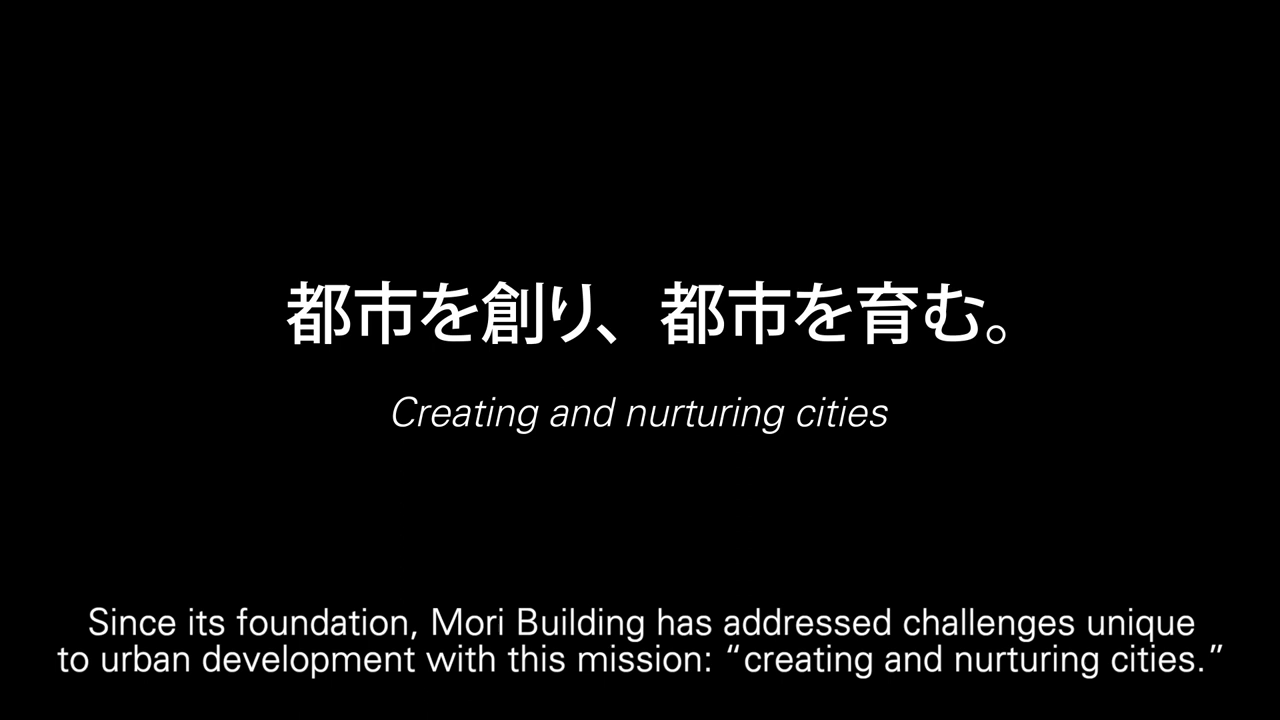 都市を創り、都市を育む。
Creating and nurturing cities
Since its foundation, Mori Building has addressed challenges unique
to urban development with this mission: “creating and nurturing cities.”